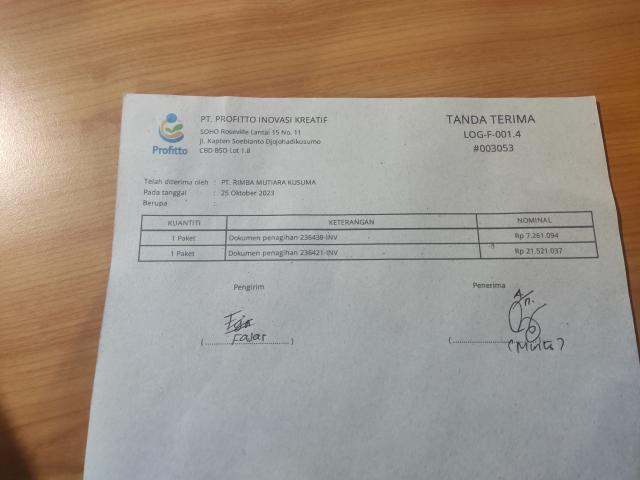 PT. PROFITTO INOVASI KREATIF
SOHO Roseville Lantai 15 No. 11
Jl. Kapten Soebianto Djojohadikusumo
CBD BSD Lot 1.8
Profitto
TANDA TERIMA
LOG-F-001.4
#003053
Telah diterima oleh : PT. RIMBA MUTIARA KUSUMA
Pada tanggal : 25 Oktober 2023
Berupa :
KUANTITI KETERANGAN NOMINAL
1 Paket Dokumen penagihan 236439-INV Rp 7.261.094
1 Paket Dokumen penagihan 236421-INV Rp 21.521.037
Pengirim Penerima
Fajar